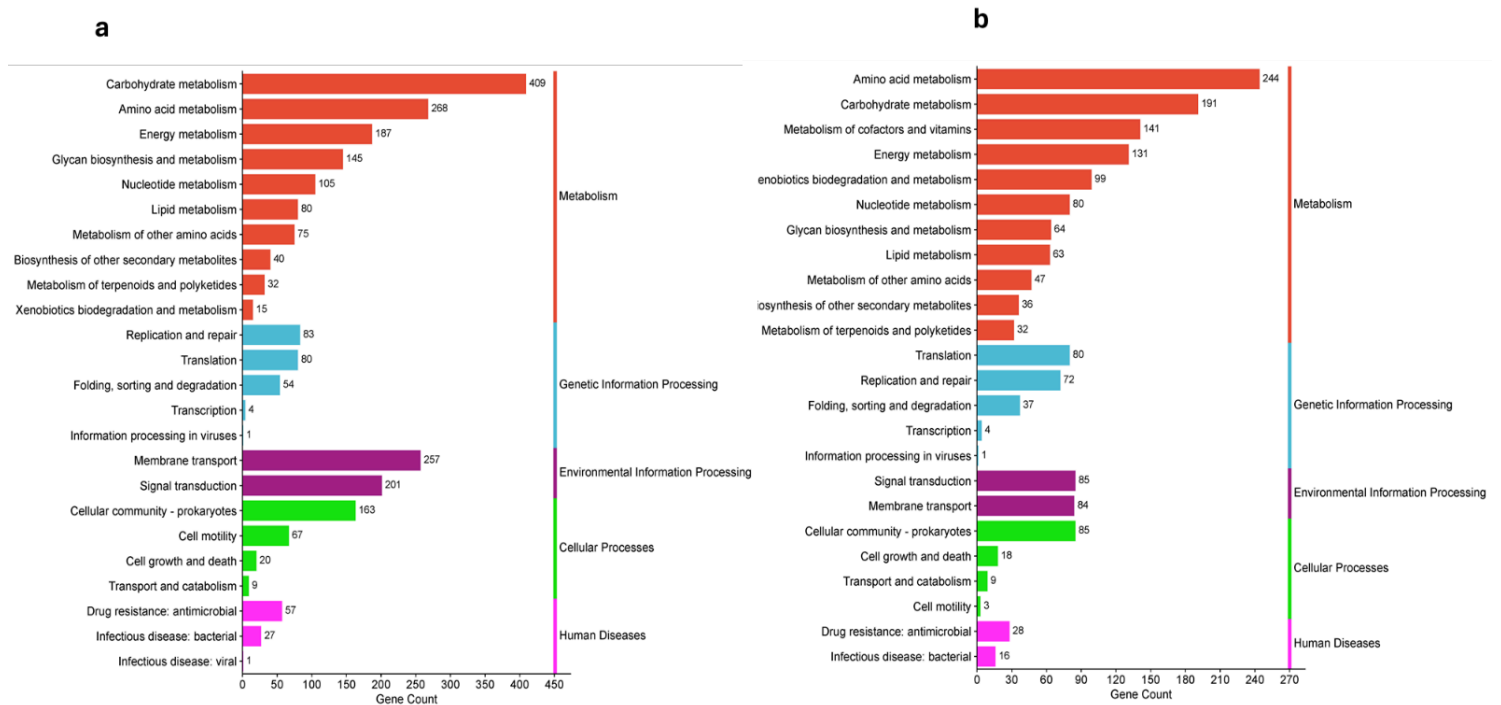 a
Carbohydrate metabolism 409
Amino acid metabolism 268
Energy metabolism 187
Glycan biosynthesis and metabolism 145
Nucleotide metabolism 105
Metabolism
Lipid metabolism 80
Metabolism of other amino acids 75
Biosynthesis of other secondary metabolites 40
Metabolism of terpenoids and polyketides 32
Xenobiotics biodegradation and metabolism 15
Replication and repair 83
Translation 80
Folding, sorting and degradation 54
Genetic Information Processing
Transcription 4
Information processing in viruses 1
Membrane transport 257
Environmental Information Processing
Signal transduction 201
Cellular community - prokaryotes 163
Cell motility 67
Cellular Processes
Cell growth and death 20
Transport and catabolism 9
Drug resistance: antimicrobial 57
Infectious disease: bacterial 27
Human Diseases
Infectious disease: viral 1
0 50 100 150 200 250 300 350 400 450
Gene Count
b
Amino acid metabolism 244
Carbohydrate metabolism 191
Metabolism of cofactors and vitamins 141
Energy metabolism 131
enobiotics biodegradation and metabolism 99
Nucleotide metabolism 80
Metabolism
Glycan biosynthesis and metabolism 64
Lipid metabolism 63
Metabolism of other amino acids 47
iosynthesis of other secondary metabolites 36
Metabolism of terpenoids and polyketides 32
Translation 80
Replication and repair 72
Folding, sorting and degradation 37
Genetic Information Processing
Transcription 4
Information processing in viruses 1
Signal transduction 85
Environmental Information Processing
Membrane transport 84
Cellular community - prokaryotes 85
Cell growth and death 18
Cellular Processes
Transport and catabolism 9
Cell motility 3
Drug resistance: antimicrobial 28
Human Diseases
Infectious disease: bacterial 16
0 30 60 90 120 150 180 210 240 270
Gene Count